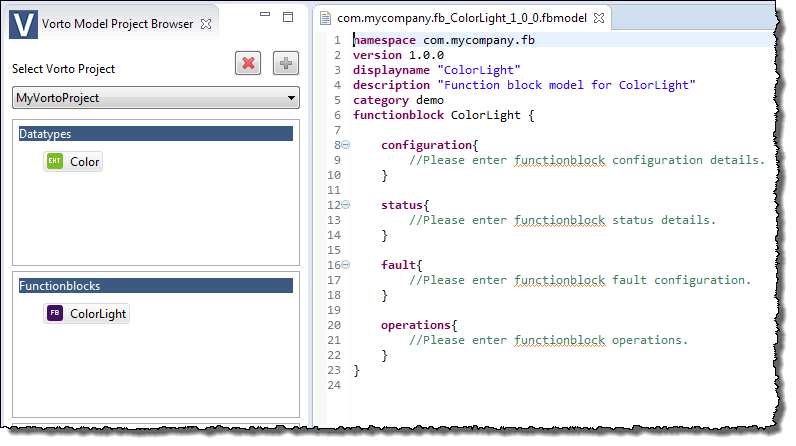 V Vorto Model Project Browser
Select Vorto Project
MyVortoProject
Datatypes
EHT Color
Functionblocks
FB ColorLight
com.mycompany.fb_ColorLight_1_0_0.fbmodel
1 namespace com.mycompany.fb
2 version 1.0.0
3 displayname "ColorLight"
4 description "Function block model for ColorLight"
5 category demo
6 functionblock ColorLight {
7
8 configuration{
9 //Please enter functionblock configuration details.
10 }
11
12 status{
13 //Please enter functionblock status details.
14 }
15
16 fault{
17 //Please enter functionblock fault configuration.
18 }
19
20 operations{
21 //Please enter functionblock operations.
22 }
23 }
24